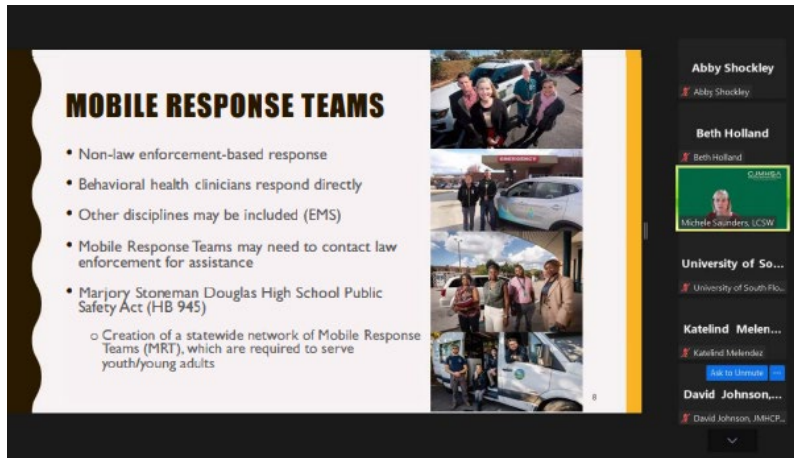 MOBILE RESPONSE TEAMS
• Non-law enforcement-based response
• Behavioral health clinicians respond directly
• Other disciplines may be included (EMS)
• Mobile Response Teams may need to contact law
enforcement for assistance
• Marjory Stoneman Douglas High School Public
Safety Act (HB 945)
o Creation of a statewide network of Mobile Response
Teams (MRT), which are required to serve
youth/young adults
EMERGENCY
8
Abby Shockley
Abby Shockley
Beth Holland
Beth Holland
CJMHSA
Michele Saunders, LCSW
University of So...
University of South Flo...
Katelind Melen...
Katelind Melendez
Ask to Unmute ...
David Johnson,...
David Johnson, JMHCP...